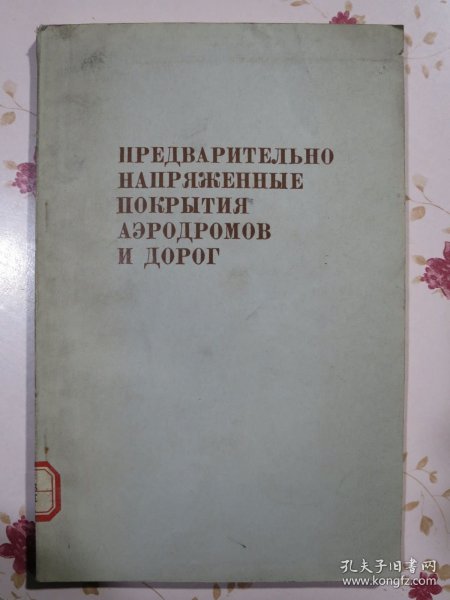 ПРЕДВАРИТЕЛЬНО
НАПРЯЖЕННЫЕ
ПОКРЫТИЯ
АЭРОДРОМОВ
И ДОРОГ
孔夫子旧书网
www.kongfz.com